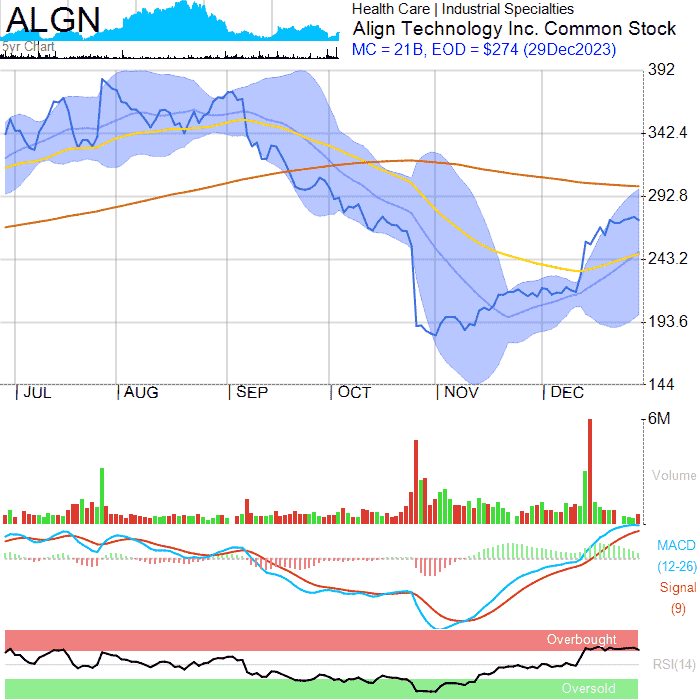 ALGN
5yr Chart
Health Care | Industrial Specialties
Align Technology Inc. Common Stock
MC = 21B, EOD = $274 (29Dec2023)
392
342.4
292.8
243.2
193.6
144
JUL AUG SEP OCT NOV DEC
6M
Volume
MACD
(12-26)
Signal
(9)
Overbought
RSI(14)
Oversold